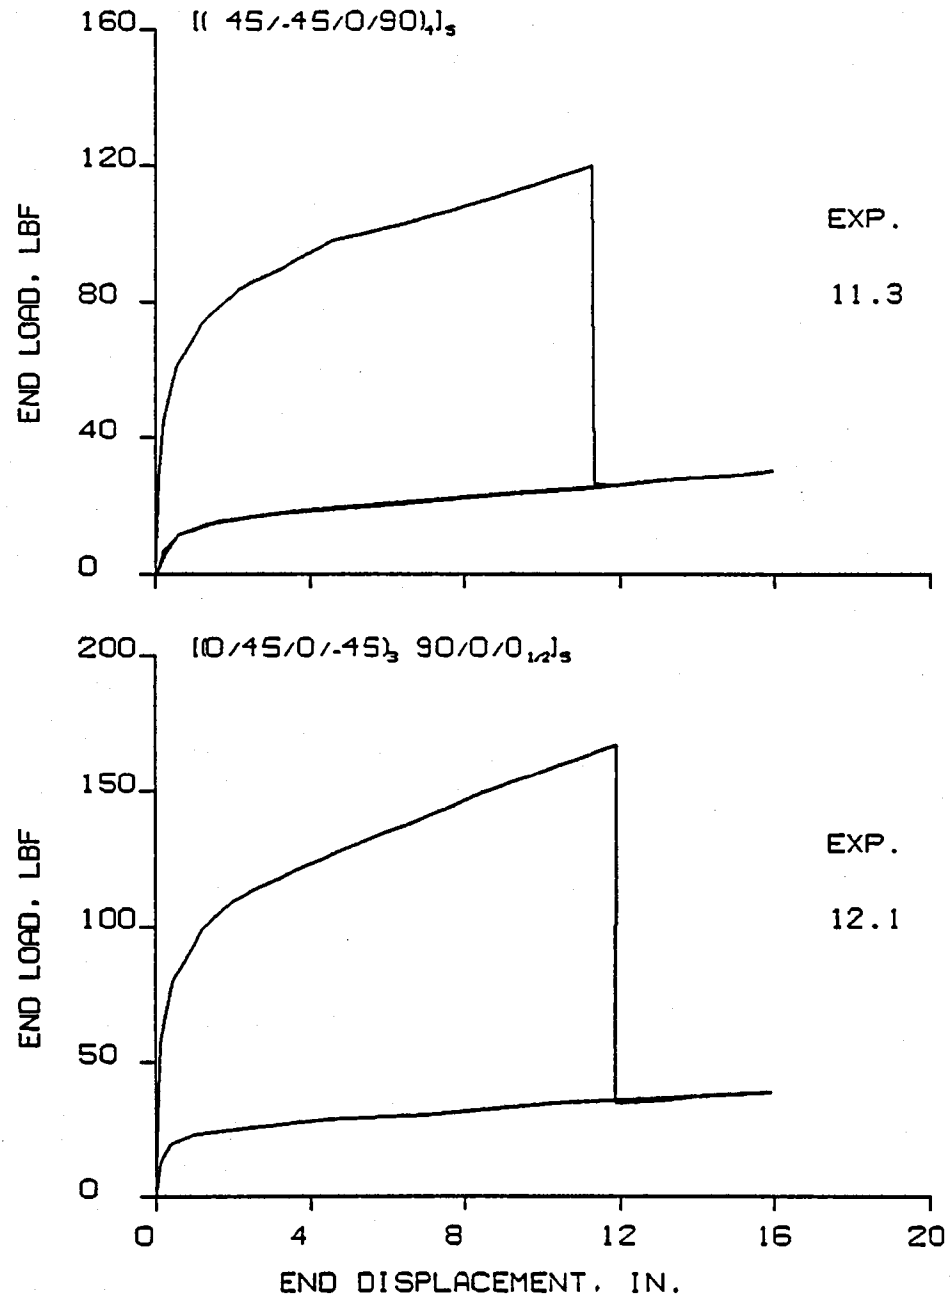 160
[( 45/-45/0/90)4]s
120
80
40
0
END LOAD, LBF
EXP.
11.3
200
[(0/45/0/-45)3 90/0/0 1/2]s
150
100
50
0
END LOAD, LBF
EXP.
12.1
0 4 8 12 16 20
END DISPLACEMENT, IN.